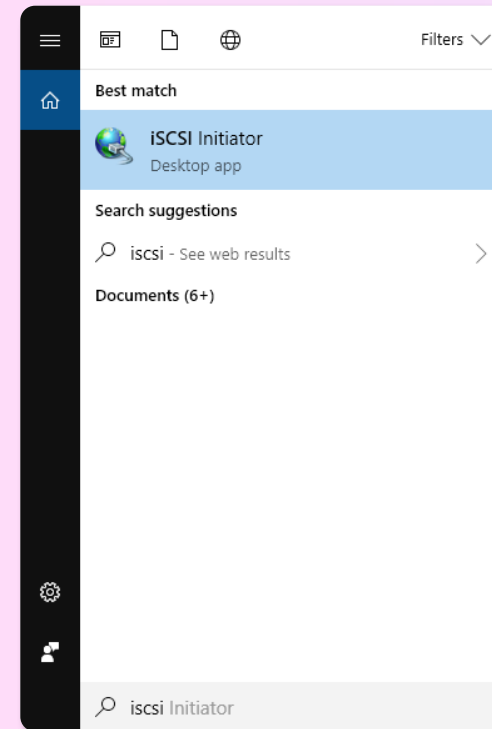 Filters
Best match
iSCSI Initiator
Desktop app
Search suggestions
iscsi - See web results
Documents (6+)
iscsi Initiator